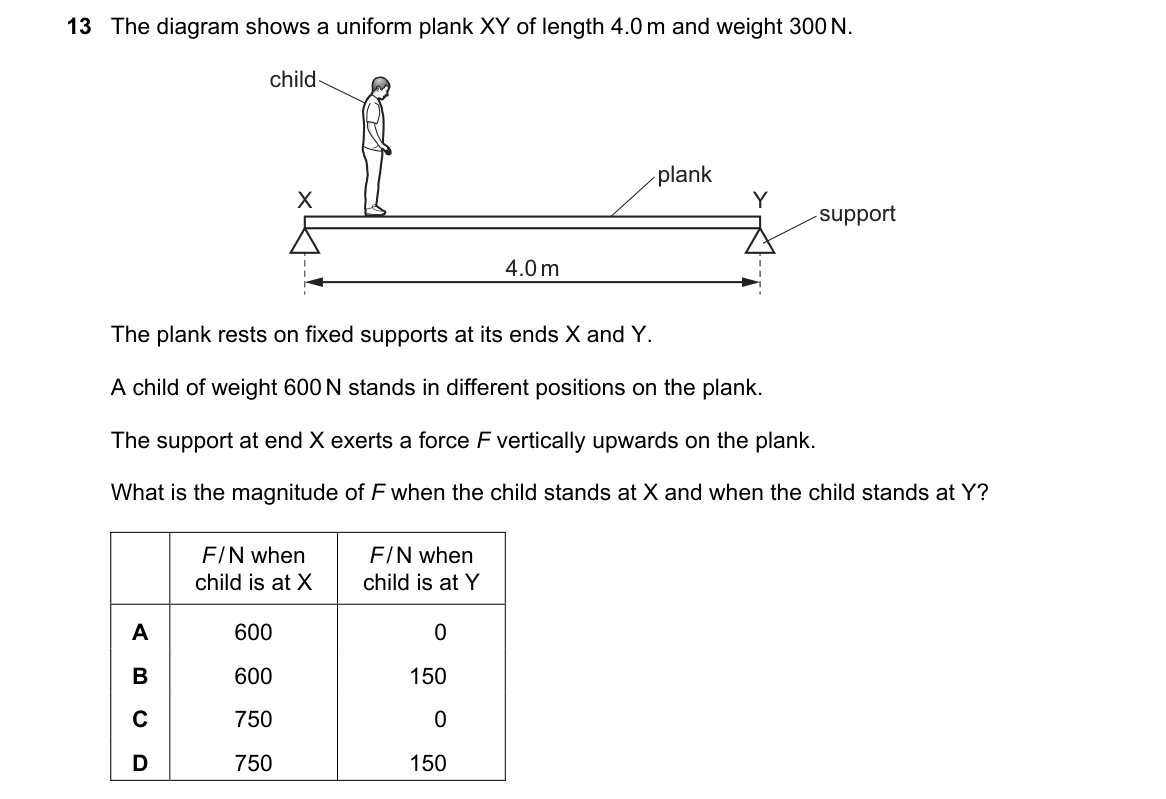 13 The diagram shows a uniform plank XY of length 4.0 m and weight 300 N.
child
plank
X
Y
support
4.0 m
The plank rests on fixed supports at its ends X and Y.
A child of weight 600 N stands in different positions on the plank.
The support at end X exerts a force F vertically upwards on the plank.
What is the magnitude of F when the child stands at X and when the child stands at Y?
F / N when child is at X
F / N when child is at Y
A 600 0
B 600 150
C 750 0
D 750 150